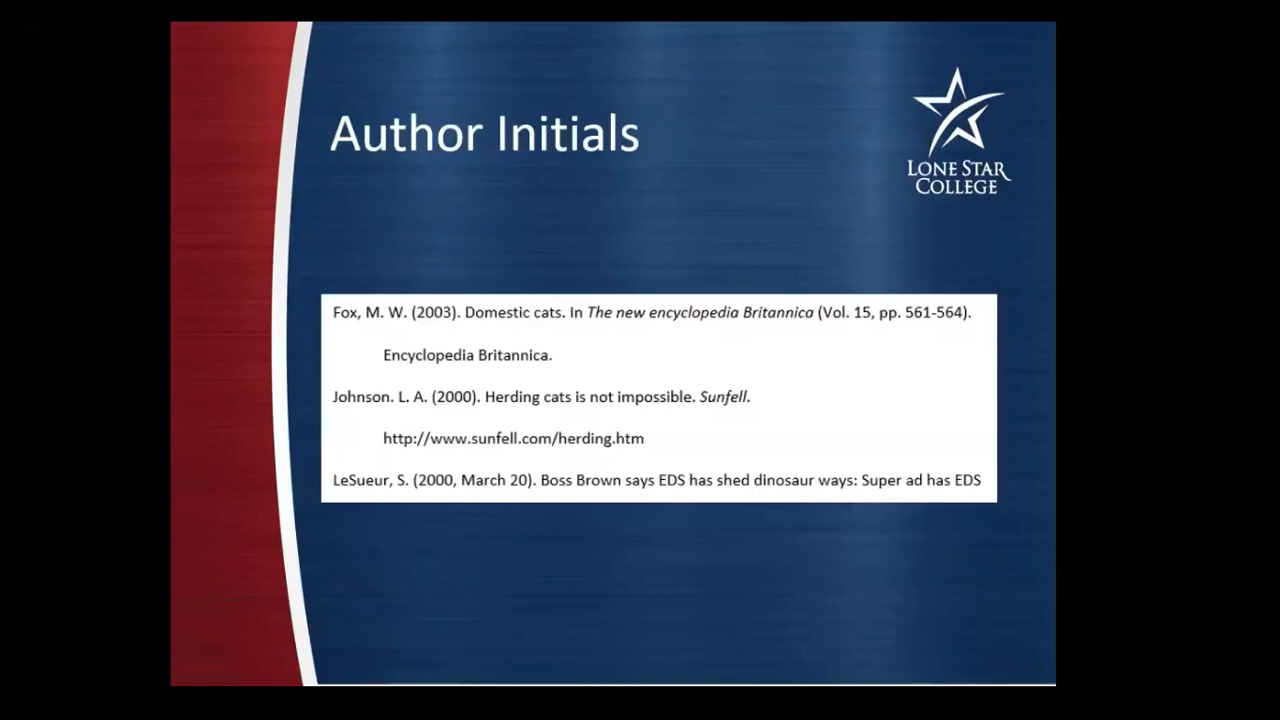 Author Initials
LONE STAR
COLLEGE
Fox, M. W. (2003). Domestic cats. In The new encyclopedia Britannica (Vol. 15, pp. 561-564).
Encyclopedia Britannica.
Johnson. L. A. (2000). Herding cats is not impossible. Sunfell.
http://www.sunfell.com/herding.htm
LeSueur, S. (2000, March 20). Boss Brown says EDS has shed dinosaur ways: Super ad has EDS